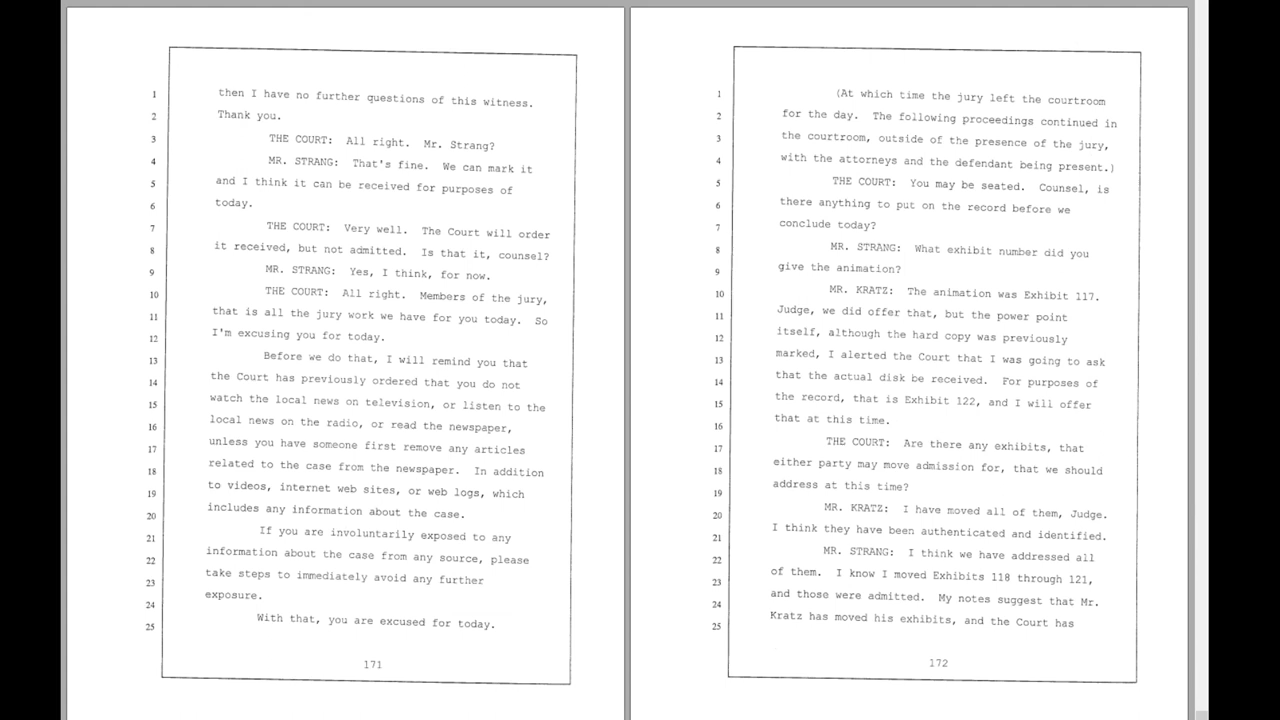 1 then I have no further questions of this witness.
2 Thank you.
3 THE COURT: All right. Mr. Strang?
4 MR. STRANG: That's fine. We can mark it
5 and I think it can be received for purposes of
6 today.
7 THE COURT: Very well. The Court will order
8 it received, but not admitted. Is that it, counsel?
9 MR. STRANG: Yes, I think, for now.
10 THE COURT: All right. Members of the jury,
11 that is all the jury work we have for you today. So
12 I'm excusing you for today.
13 Before we do that, I will remind you that
14 the Court has previously ordered that you do not
15 watch the local news on television, or listen to the
16 local news on the radio, or read the newspaper,
17 unless you have someone first remove any articles
18 related to the case from the newspaper. In addition
19 to videos, internet web sites, or web logs, which
20 includes any information about the case.
21 If you are involuntarily exposed to any
22 information about the case from any source, please
23 take steps to immediately avoid any further
24 exposure.
25 With that, you are excused for today.
171
1 (At which time the jury left the courtroom
2 for the day. The following proceedings continued in
3 the courtroom, outside of the presence of the jury,
4 with the attorneys and the defendant being present.)
5 THE COURT: You may be seated. Counsel, is
6 there anything to put on the record before we
7 conclude today?
8 MR. STRANG: What exhibit number did you
9 give the animation?
10 MR. KRATZ: The animation was Exhibit 117.
11 Judge, we did offer that, but the power point
12 itself, although the hard copy was previously
13 marked, I alerted the Court that I was going to ask
14 that the actual disk be received. For purposes of
15 the record, that is Exhibit 122, and I will offer
16 that at this time.
17 THE COURT: Are there any exhibits, that
18 either party may move admission for, that we should
19 address at this time?
20 MR. KRATZ: I have moved all of them, Judge.
21 I think they have been authenticated and identified.
22 MR. STRANG: I think we have addressed all
23 of them. I know I moved Exhibits 118 through 121,
24 and those were admitted. My notes suggest that Mr.
25 Kratz has moved his exhibits, and the Court has
172